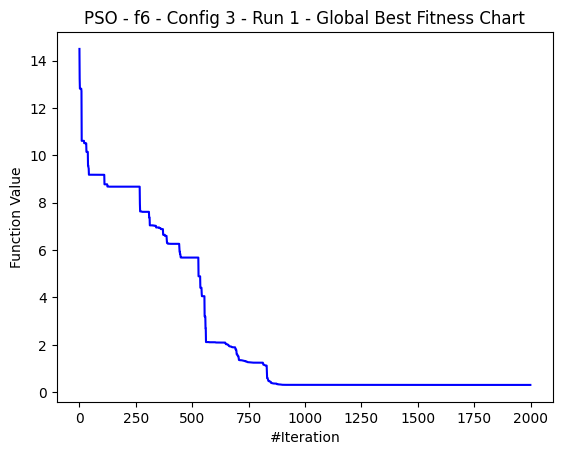 PSO - f6 - Config 3 - Run 1 - Global Best Fitness Chart
14
12
10
8
6
4
2
0
Function Value
0 250 500 750 1000 1250 1500 1750 2000
#Iteration